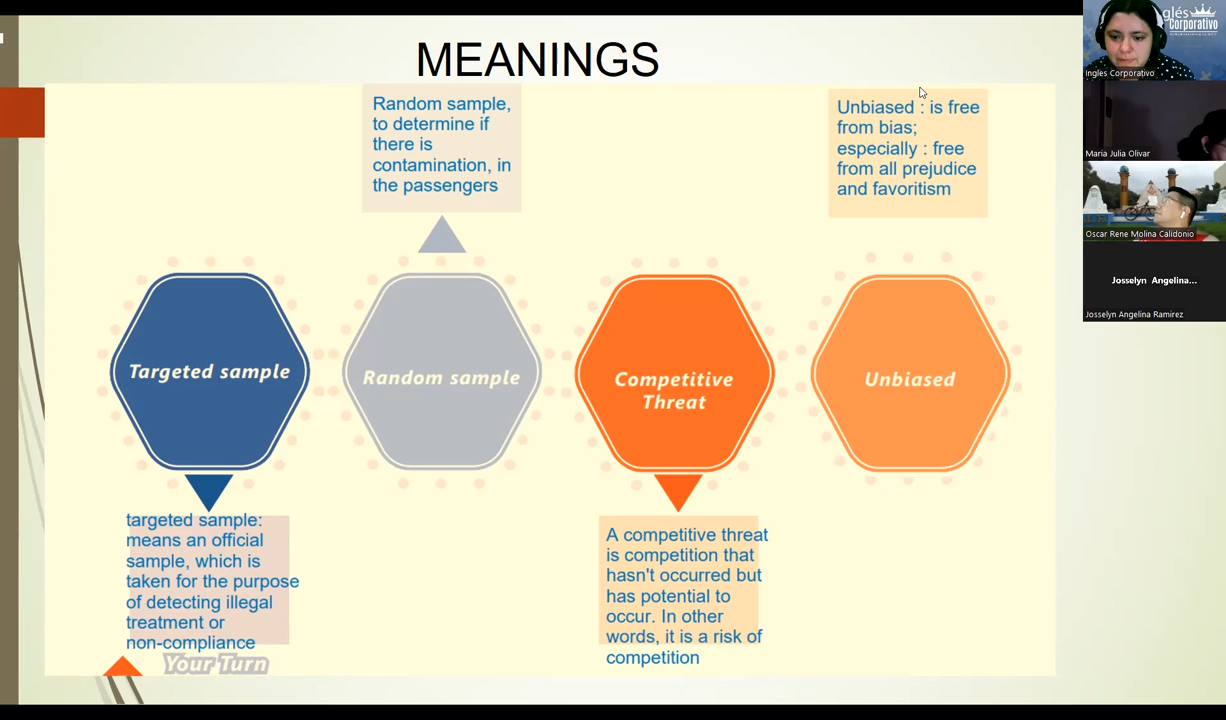 MEANINGS
Random sample,
to determine if
there is
contamination, in
the passengers
Unbiased : is free
from bias;
especially : free
from all prejudice
and favoritism
Targeted sample
Random sample
Competitive
Threat
Unbiased
targeted sample:
means an official
sample, which is
taken for the purpose
of detecting illegal
treatment or
non-compliance
A competitive threat
is competition that
hasn't occurred but
has potential to
occur. In other
words, it is a risk of
competition
Your Turn
glés
Corporativo
Ingles Corporativo
Maria Julia Olivar
Oscar Rene Molina Calidonio
Josselyn Angelina...
Josselyn Angelina Ramirez